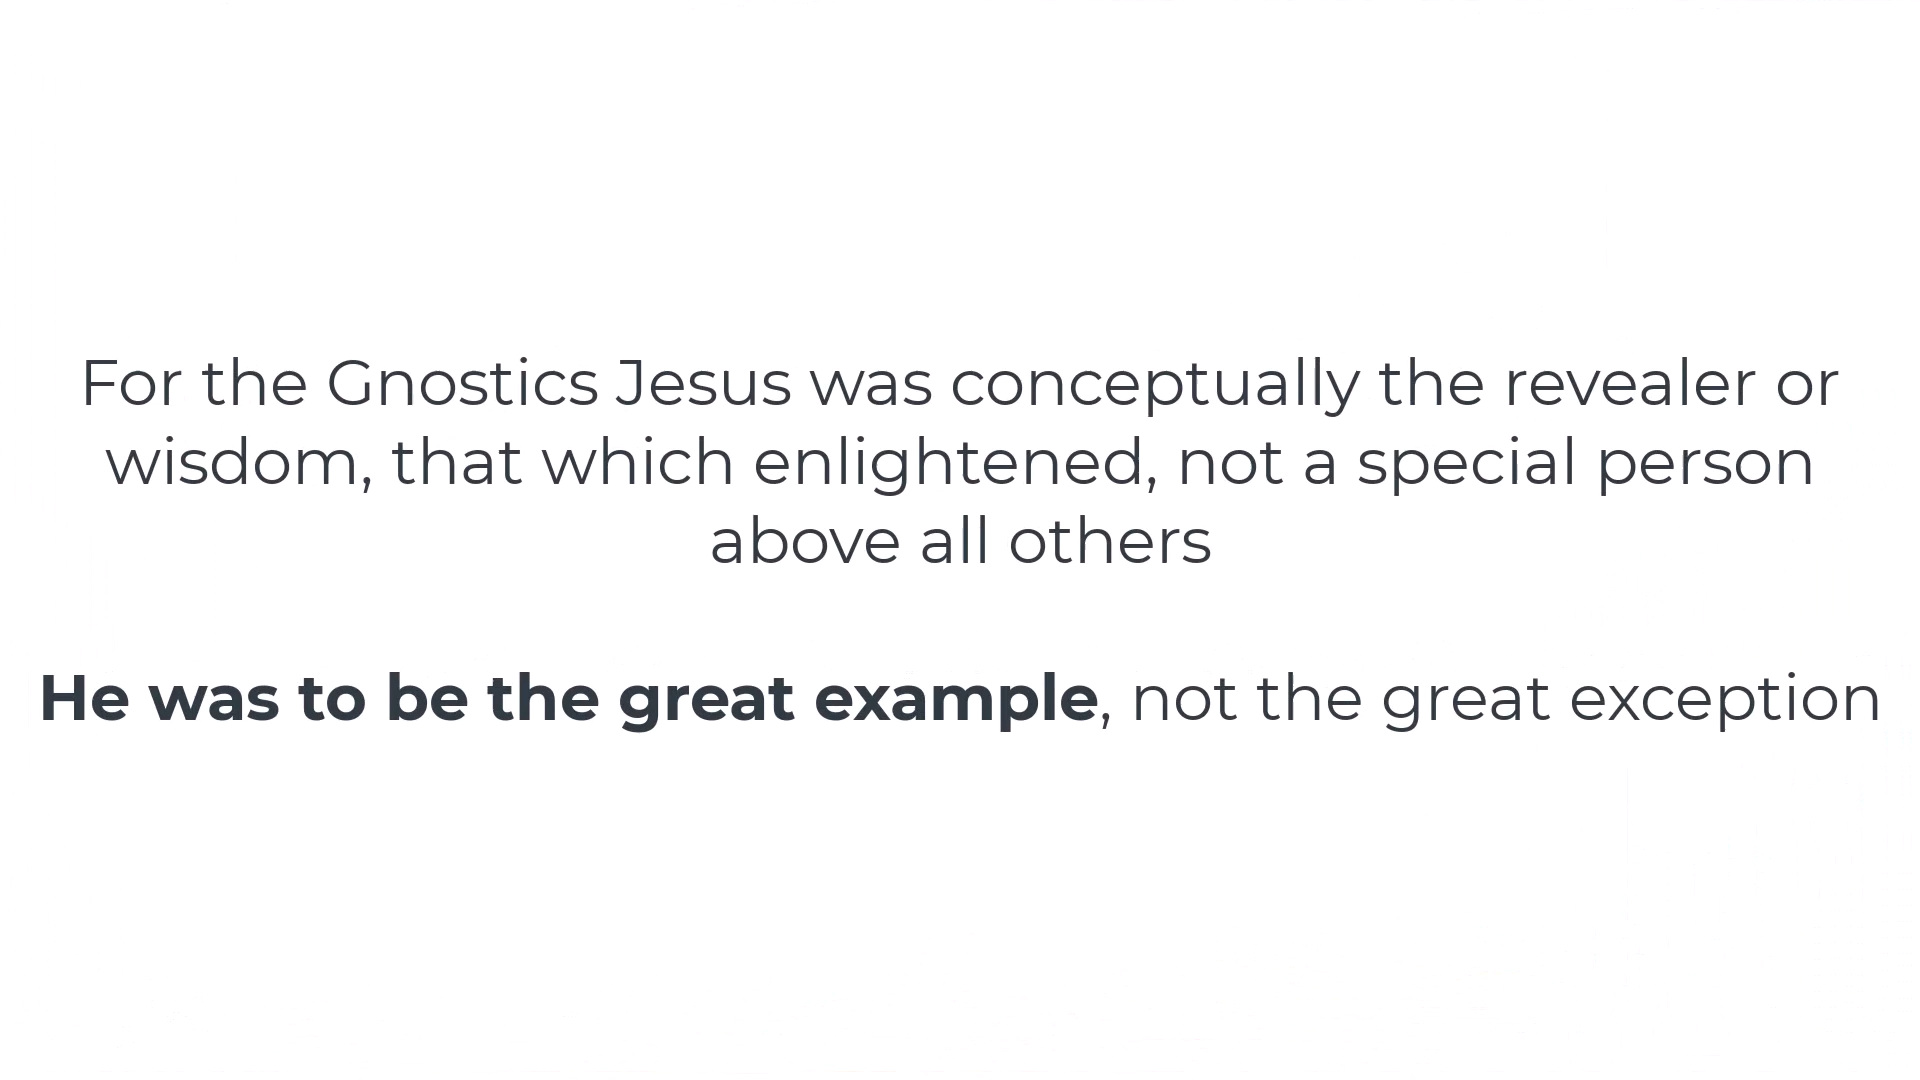 For the Gnostics Jesus was conceptually the revealer or
wisdom, that which enlightened, not a special person
above all others
He was to be the great example, not the great exception